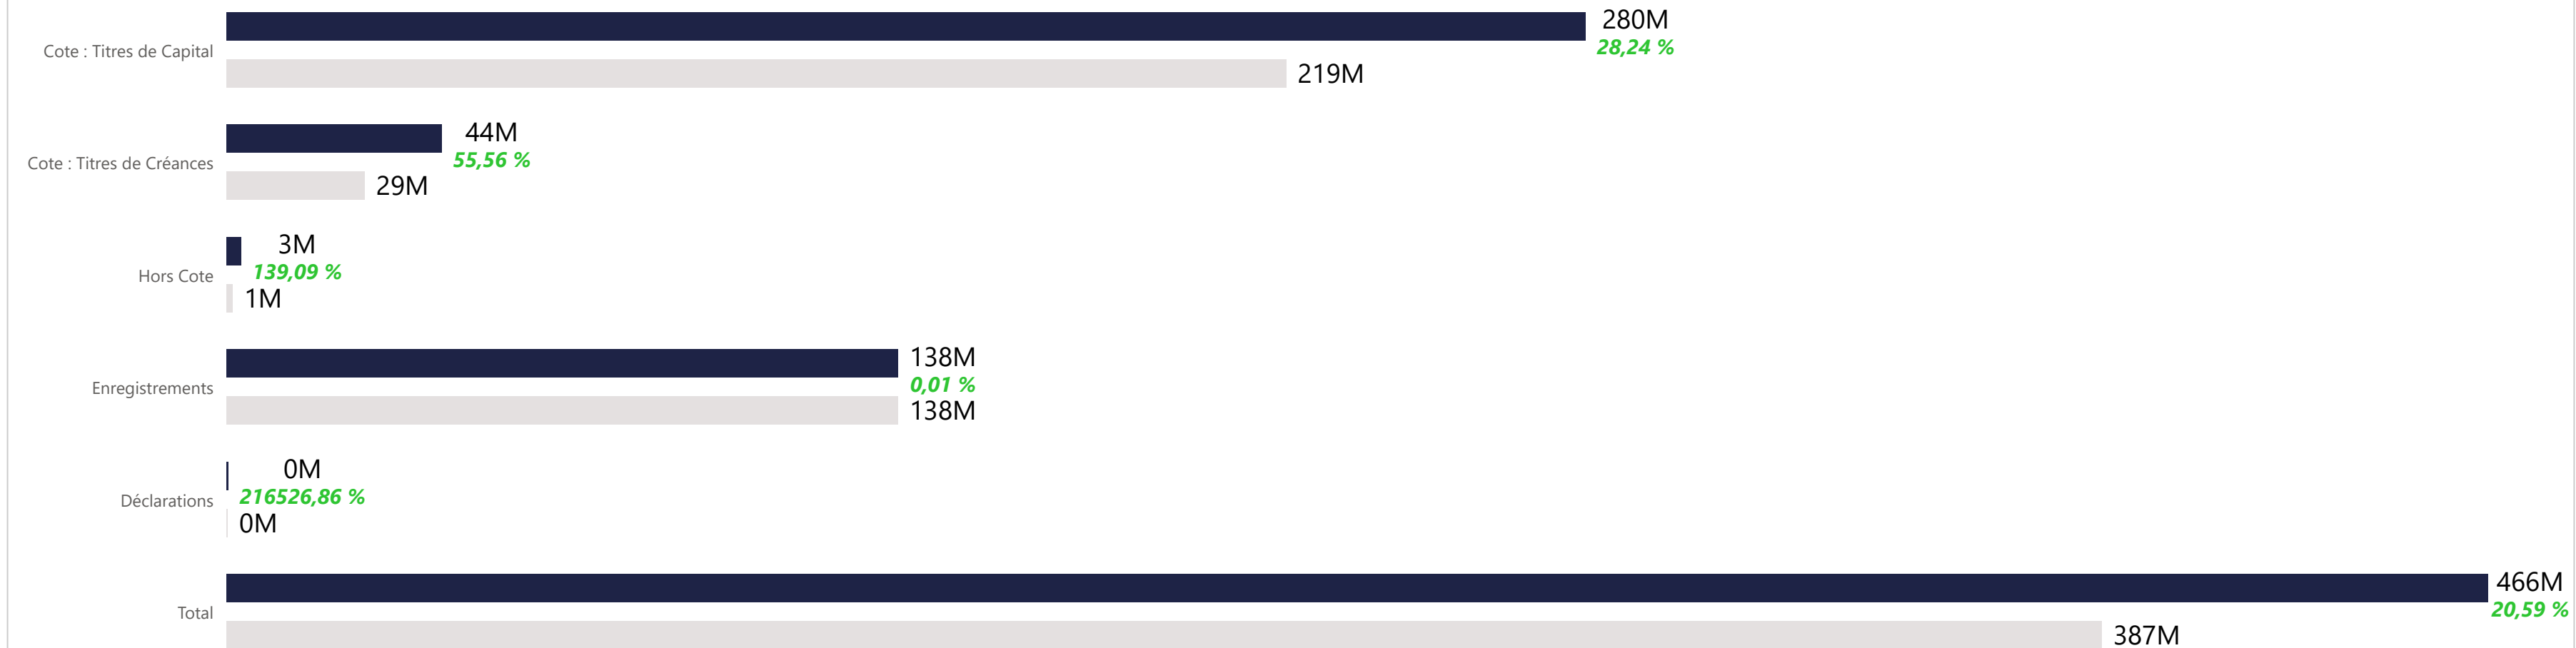 280M
28,24 %
Cote : Titres de Capital
219M
44M
55,56 %
Cote : Titres de Créances
29M
3M
139,09 %
Hors Cote
1M
138M
0,01 %
Enregistrements
138M
0M
216526,86 %
Déclarations
0M
466M
20,59 %
Total
387M